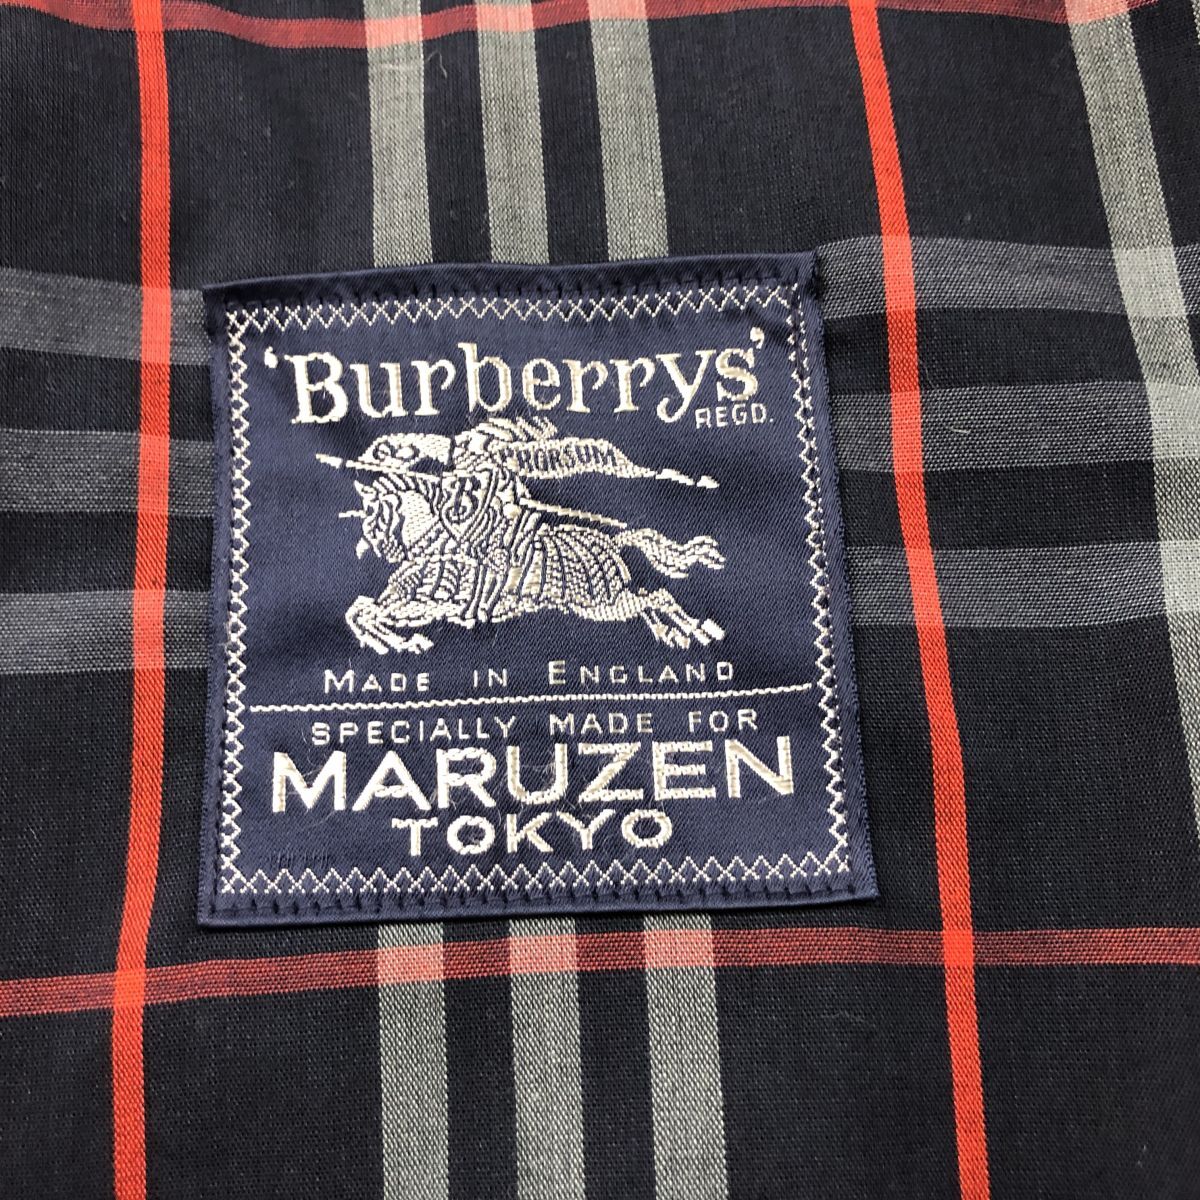 'Burberrys'
REGD.
PRORSUM
B
MADE IN ENGLAND
SPECIALLY MADE FOR
MARUZEN
TOKYO